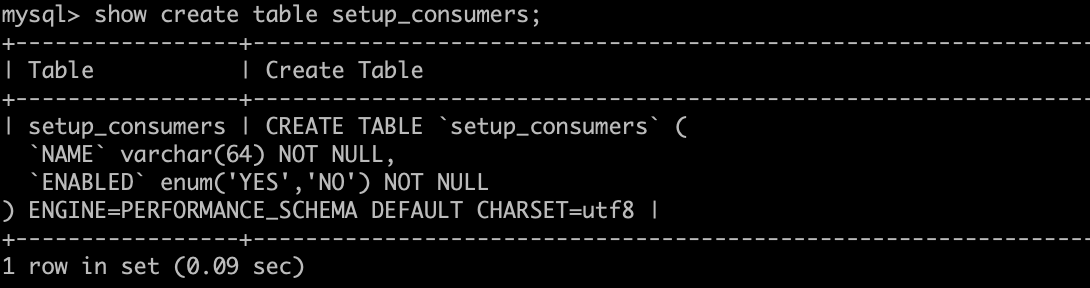 mysql> show create table setup_consumers;
+-----------------+---------------------------------------------------------------
| Table           | Create Table
+-----------------+---------------------------------------------------------------
| setup_consumers | CREATE TABLE `setup_consumers` (
  `NAME` varchar(64) NOT NULL,
  `ENABLED` enum('YES','NO') NOT NULL
) ENGINE=PERFORMANCE_SCHEMA DEFAULT CHARSET=utf8 |
+-----------------+---------------------------------------------------------------
1 row in set (0.09 sec)